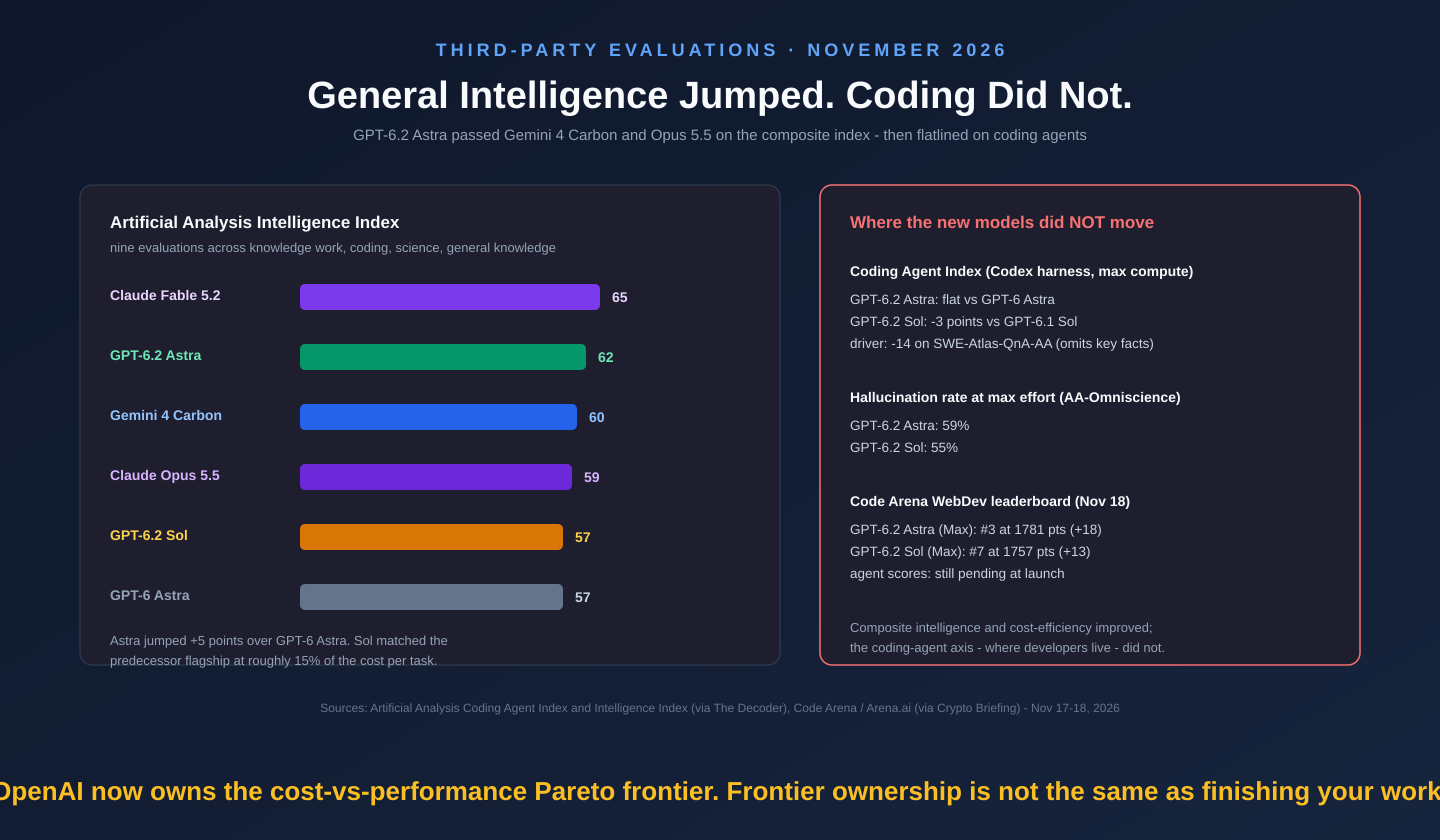 THIRD-PARTY EVALUATIONS · NOVEMBER 2026
General Intelligence Jumped. Coding Did Not.
GPT-6.2 Astra passed Gemini 4 Carbon and Opus 5.5 on the composite index - then flatlined on coding agents
Artificial Analysis Intelligence Index
nine evaluations across knowledge work, coding, science, general knowledge
Claude Fable 5.2 65
GPT-6.2 Astra 62
Gemini 4 Carbon 60
Claude Opus 5.5 59
GPT-6.2 Sol 57
GPT-6 Astra 57
Astra jumped +5 points over GPT-6 Astra. Sol matched the
predecessor flagship at roughly 15% of the cost per task.
Where the new models did NOT move
Coding Agent Index (Codex harness, max compute)
GPT-6.2 Astra: flat vs GPT-6 Astra
GPT-6.2 Sol: -3 points vs GPT-6.1 Sol
driver: -14 on SWE-Atlas-QnA-AA (omits key facts)
Hallucination rate at max effort (AA-Omniscience)
GPT-6.2 Astra: 59%
GPT-6.2 Sol: 55%
Code Arena WebDev leaderboard (Nov 18)
GPT-6.2 Astra (Max): #3 at 1781 pts (+18)
GPT-6.2 Sol (Max): #7 at 1757 pts (+13)
agent scores: still pending at launch
Composite intelligence and cost-efficiency improved;
the coding-agent axis - where developers live - did not.
Sources: Artificial Analysis Coding Agent Index and Intelligence Index (via The Decoder), Code Arena / Arena.ai (via Crypto Briefing) - Nov 17-18, 2026
OpenAI now owns the cost-vs-performance Pareto frontier. Frontier ownership is not the same as finishing your work